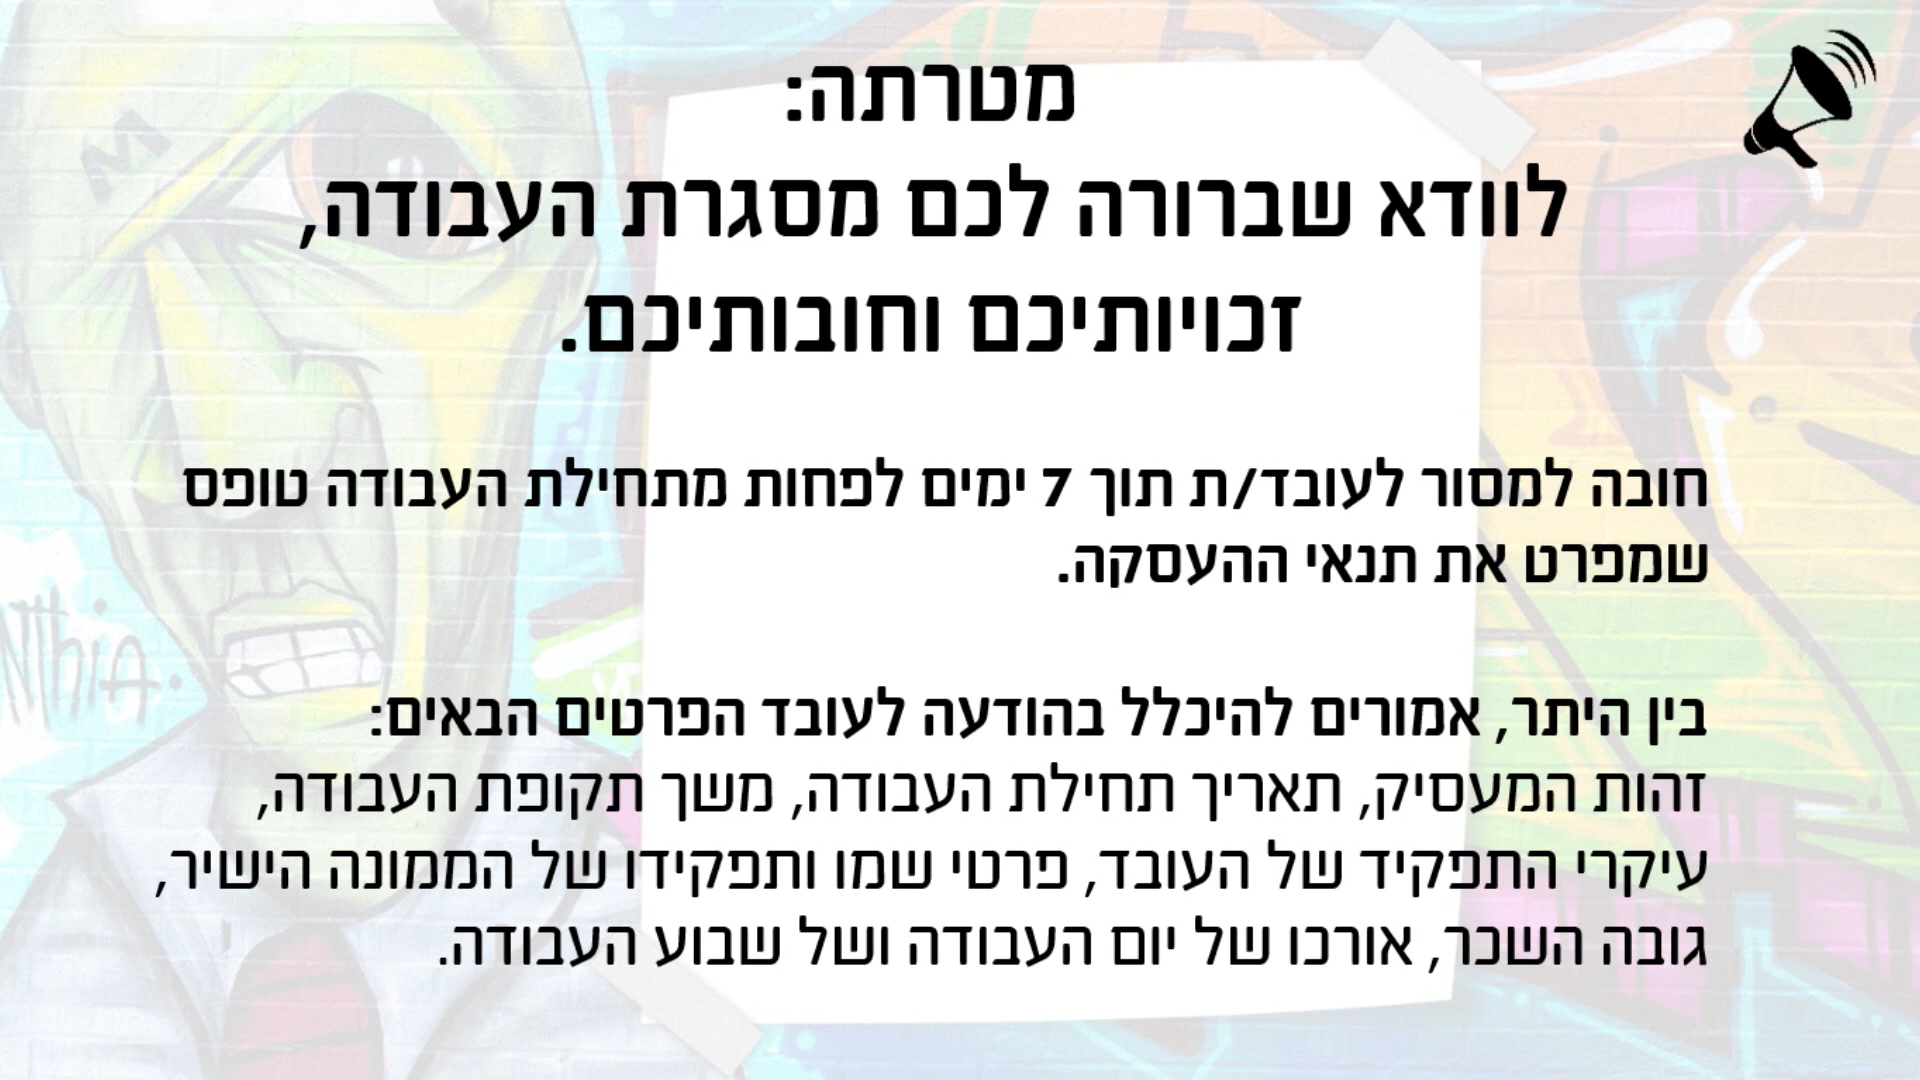 מטרתה:
לוודא שברורה לכם מסגרת העבודה,
זכויותיכם וחובותיכם.
חובה למסור לעובד/ת תוך 7 ימים לפחות מתחילת העבודה טופס
שמפרט את תנאי ההעסקה.
בין היתר, אמורים להיכלל בהודעה לעובד הפרטים הבאים:
זהות המעסיק, תאריך תחילת העבודה, משך תקופת העבודה,
עיקרי התפקיד של העובד, פרטי שמו ותפקידו של הממונה הישיר,
גובה השכר, אורכו של יום העבודה ושל שבוע העבודה.